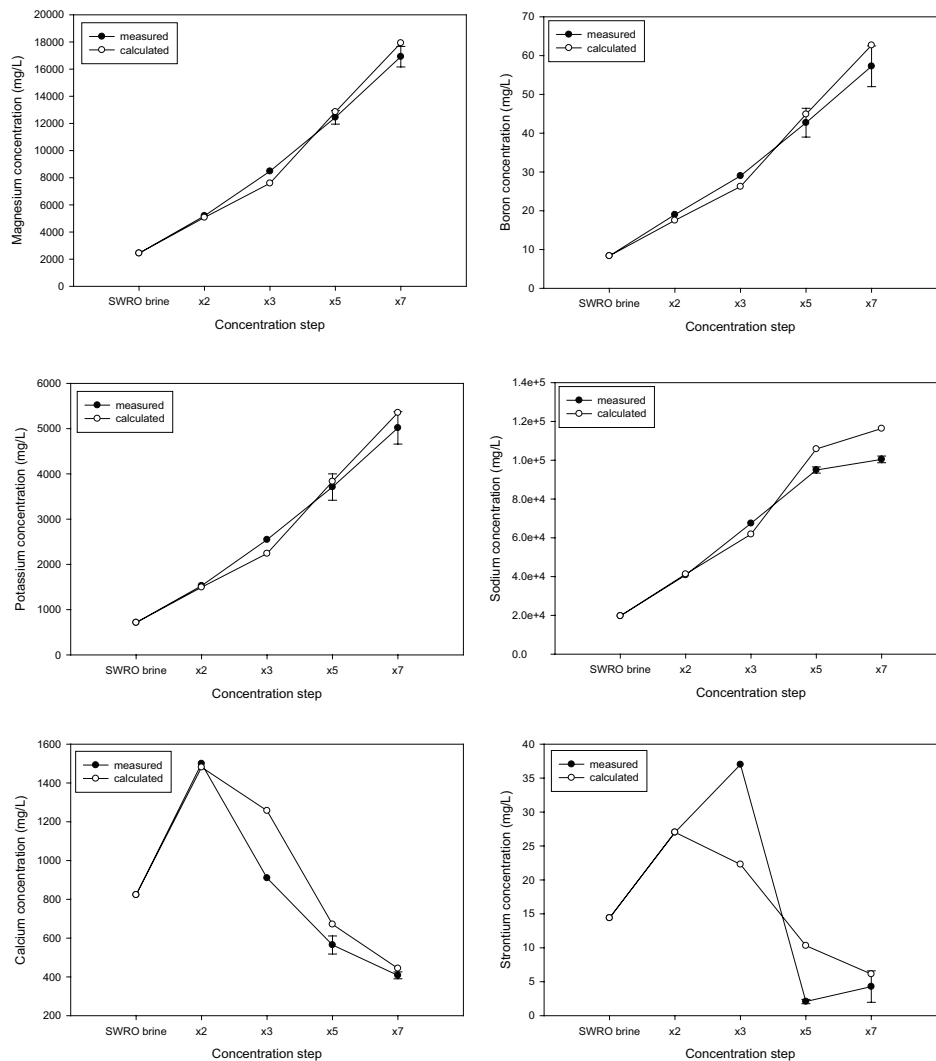 Magnesium concentration (mg/L)
20000
18000
16000
14000
12000
10000
8000
6000
4000
2000
0
measured
calculated
SWRO brine x2 x3 x5 x7
Concentration step
Boron concentration (mg/L)
70
60
50
40
30
20
10
0
measured
calculated
SWRO brine x2 x3 x5 x7
Concentration step
Potassium concentration (mg/L)
6000
5000
4000
3000
2000
1000
0
measured
calculated
SWRO brine x2 x3 x5 x7
Concentration step
Sodium concentration (mg/L)
1.4e+5
1.2e+5
1.0e+5
8.0e+4
6.0e+4
4.0e+4
2.0e+4
0.0
measured
calculated
SWRO brine x2 x3 x5 x7
Concentration step
Calcium concentration (mg/L)
1600
1400
1200
1000
800
600
400
200
measured
calculated
SWRO brine x2 x3 x5 x7
Concentration step
Strontium concentration (mg/L)
40
35
30
25
20
15
10
5
0
measured
calculated
SWRO brine x2 x3 x5 x7
Concentration step